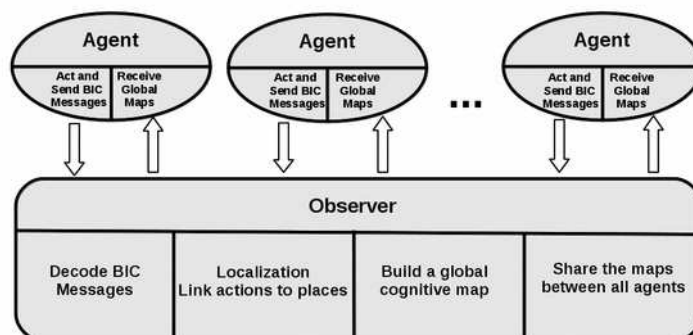 Agent
Act and
Send BIC
Messages
Receive
Global
Maps
Agent
Act and
Send BIC
Messages
Receive
Global
Maps
...
Agent
Act and
Send BIC
Messages
Receive
Global
Maps
Observer
Decode BIC
Messages
Localization
Link actions to places
Build a global
cognitive map
Share the maps
between all agents